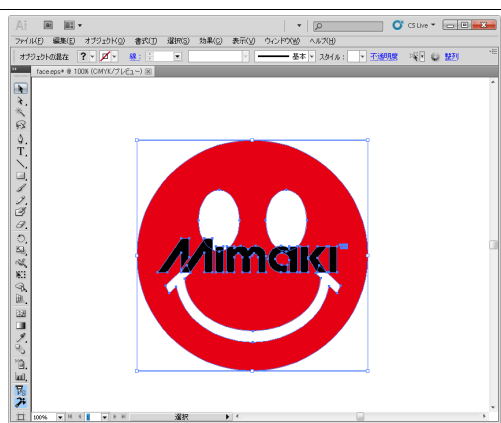 Ai Br CS Live
ファイル(F) 編集(E) オブジェクト(O) 書式(T) 選択(S) 効果(C) 表示(V) ウィンドウ(W) ヘルプ(H)
オブジェクトの混在 ? 線: 基本 スタイル: 不透明度 整列
face.eps* @ 100% (CMYK/プレビュー)
Mimaki
100% 選択